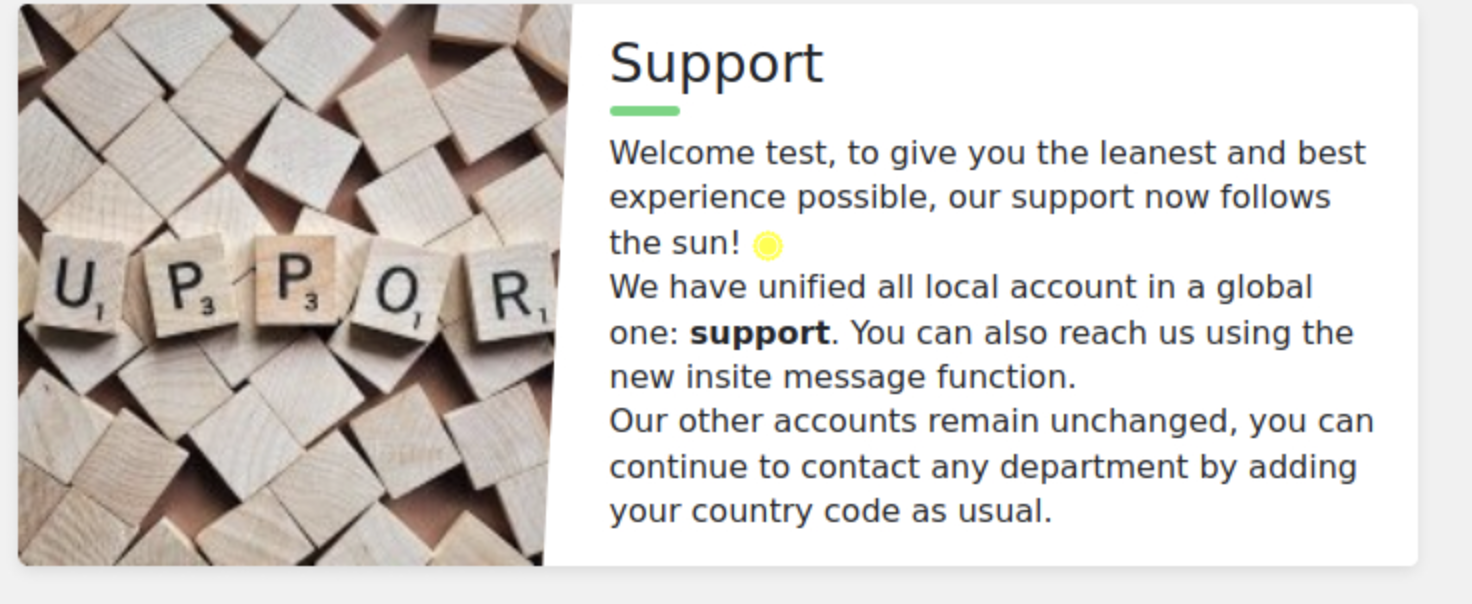 U1 P3 P3 O1 R1
Support
Welcome test, to give you the leanest and best
experience possible, our support now follows
the sun!
We have unified all local account in a global
one: support. You can also reach us using the
new insite message function.
Our other accounts remain unchanged, you can
continue to contact any department by adding
your country code as usual.